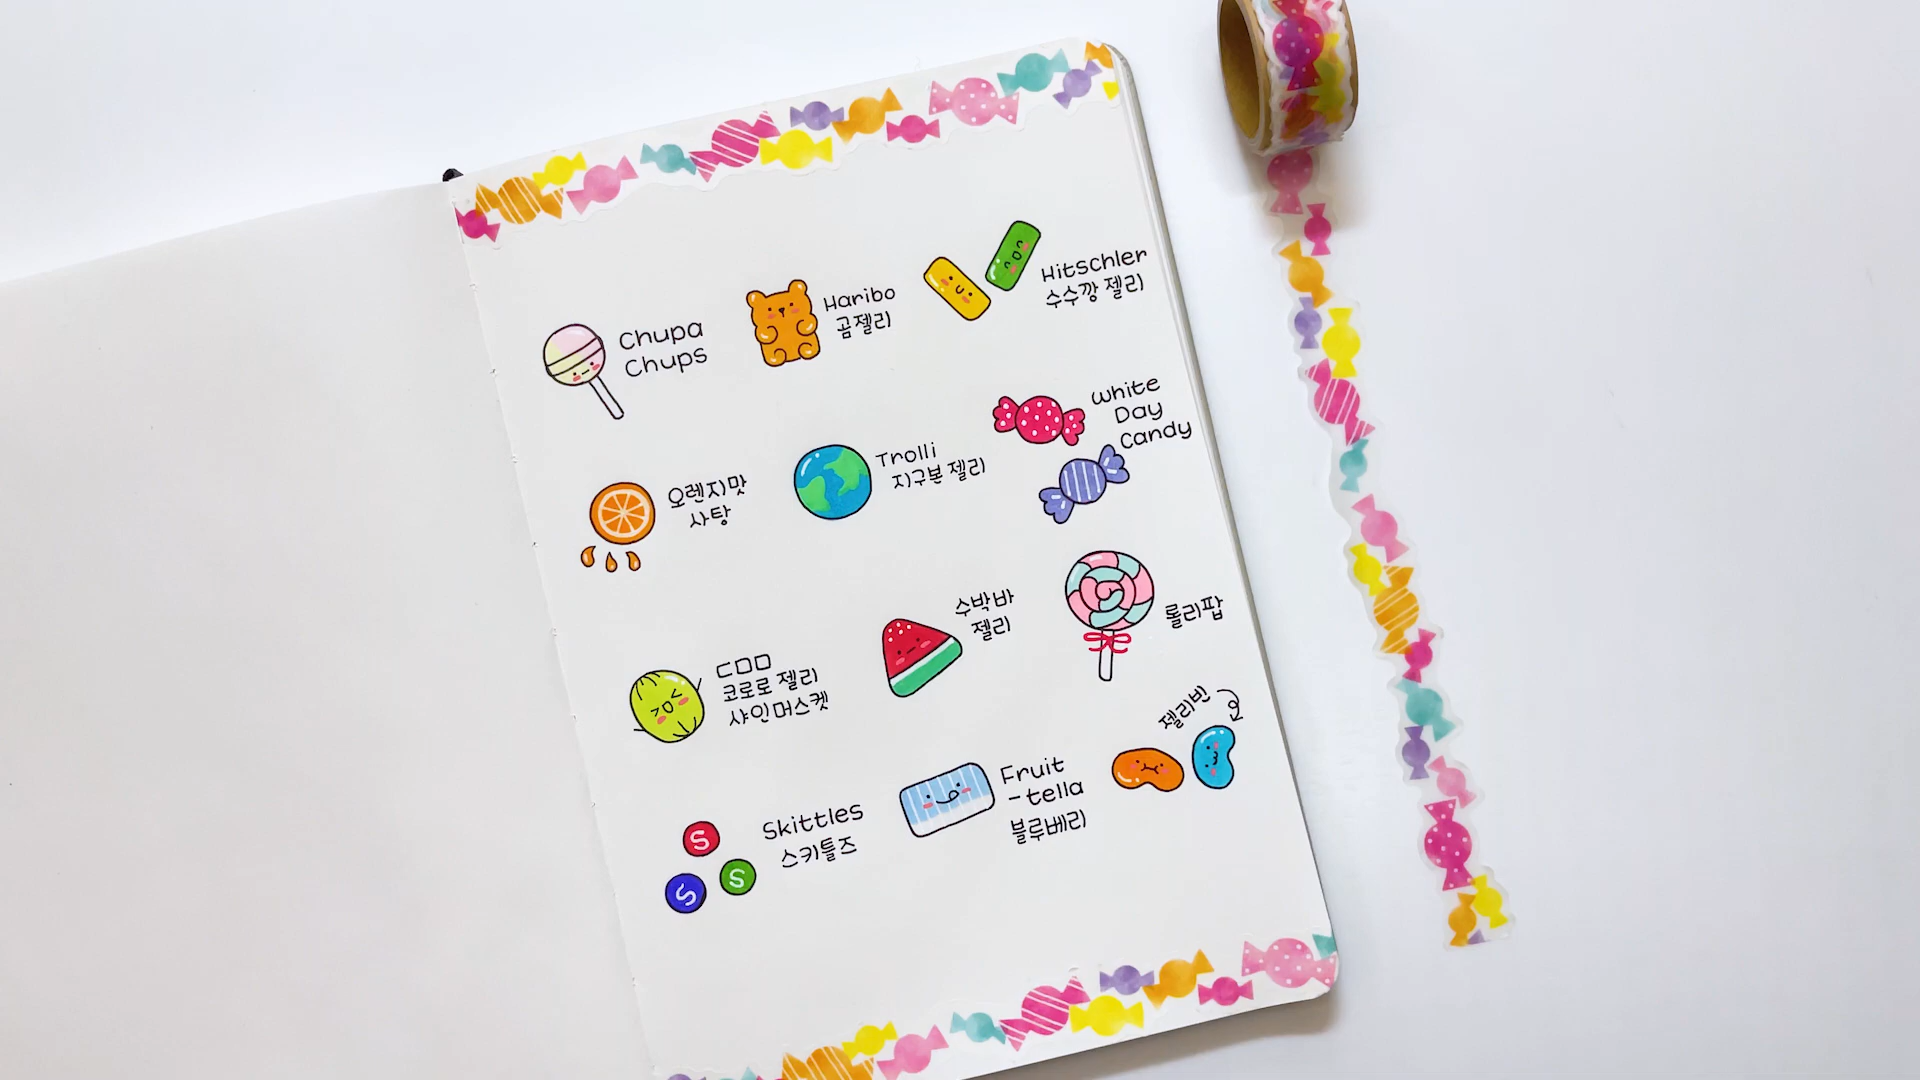 Chupa
Chups
Haribo
곰젤리
Hitschler
수수깡 젤리
오렌지맛
사탕
Trolli
지구본 젤리
White
Day
Candy
ㄷㅁㅁ
코로로 젤리
샤인머스켓
수박바
젤리
롤리팝
Skittles
스키틀즈
S
S
S
Fruit
-tella
블루베리
젤리빈